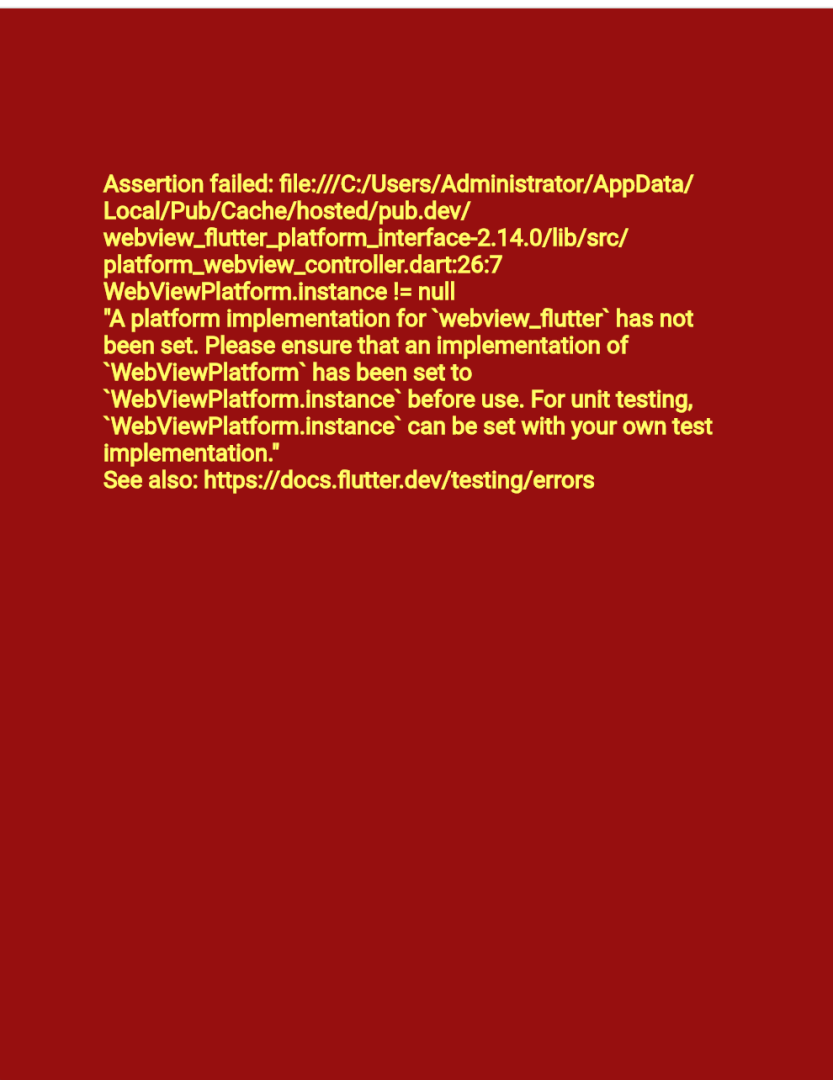 Assertion failed: file:///C:/Users/Administrator/AppData/
Local/Pub/Cache/hosted/pub.dev/
webview_flutter_platform_interface-2.14.0/lib/src/
platform_webview_controller.dart:26:7
WebViewPlatform.instance != null
"A platform implementation for `webview_flutter` has not
been set. Please ensure that an implementation of
`WebViewPlatform` has been set to
`WebViewPlatform.instance` before use. For unit testing,
`WebViewPlatform.instance` can be set with your own test
implementation."
See also: https://docs.flutter.dev/testing/errors